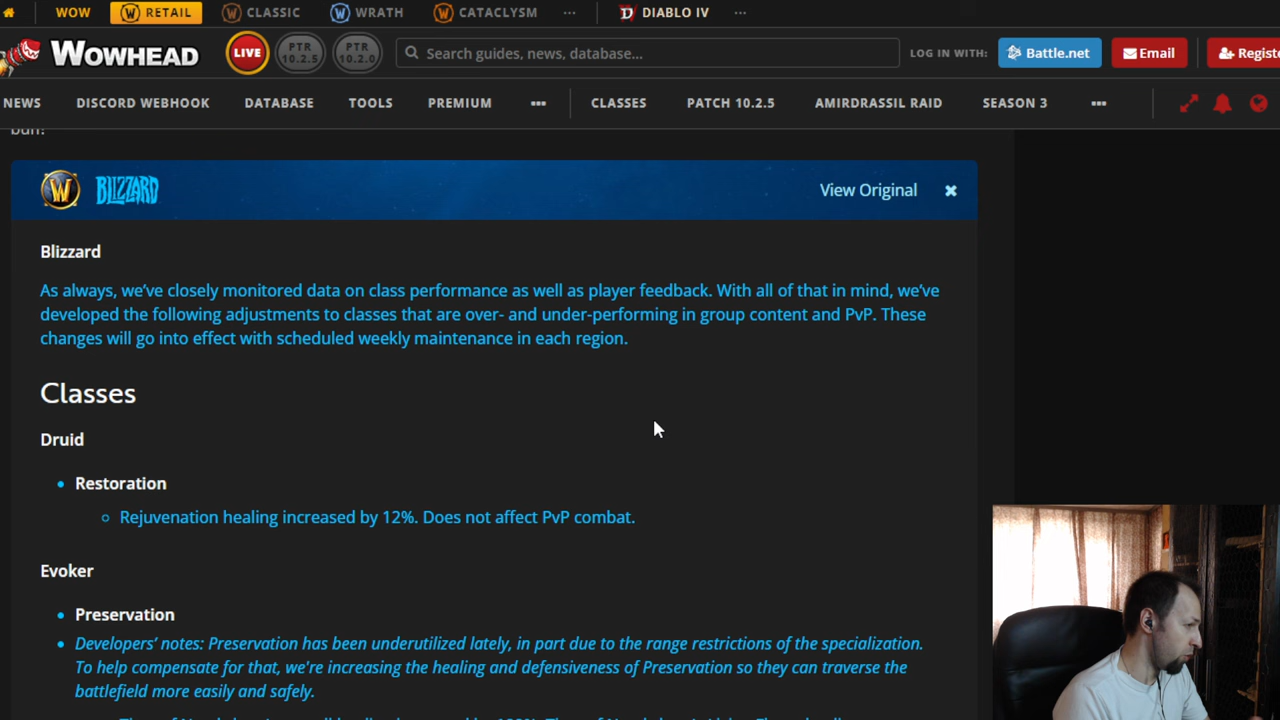 WOW RETAIL CLASSIC WRATH CATACLYSM ... DIABLO IV ...
WOWHEAD LIVE PTR 10.2.5 PTR 10.2.0 Search guides, news, database... LOG IN WITH: Battle.net Email Registe
NEWS DISCORD WEBHOOK DATABASE TOOLS PREMIUM ... CLASSES PATCH 10.2.5 AMIRDRASSIL RAID SEASON 3 ...
BLIZZARD View Original
Blizzard
As always, we've closely monitored data on class performance as well as player feedback. With all of that in mind, we've
developed the following adjustments to classes that are over- and under-performing in group content and PvP. These
changes will go into effect with scheduled weekly maintenance in each region.
Classes
Druid
Restoration
Rejuvenation healing increased by 12%. Does not affect PvP combat.
Evoker
Preservation
Developers' notes: Preservation has been underutilized lately, in part due to the range restrictions of the specialization.
To help compensate for that, we're increasing the healing and defensiveness of Preservation so they can traverse the
battlefield more easily and safely.